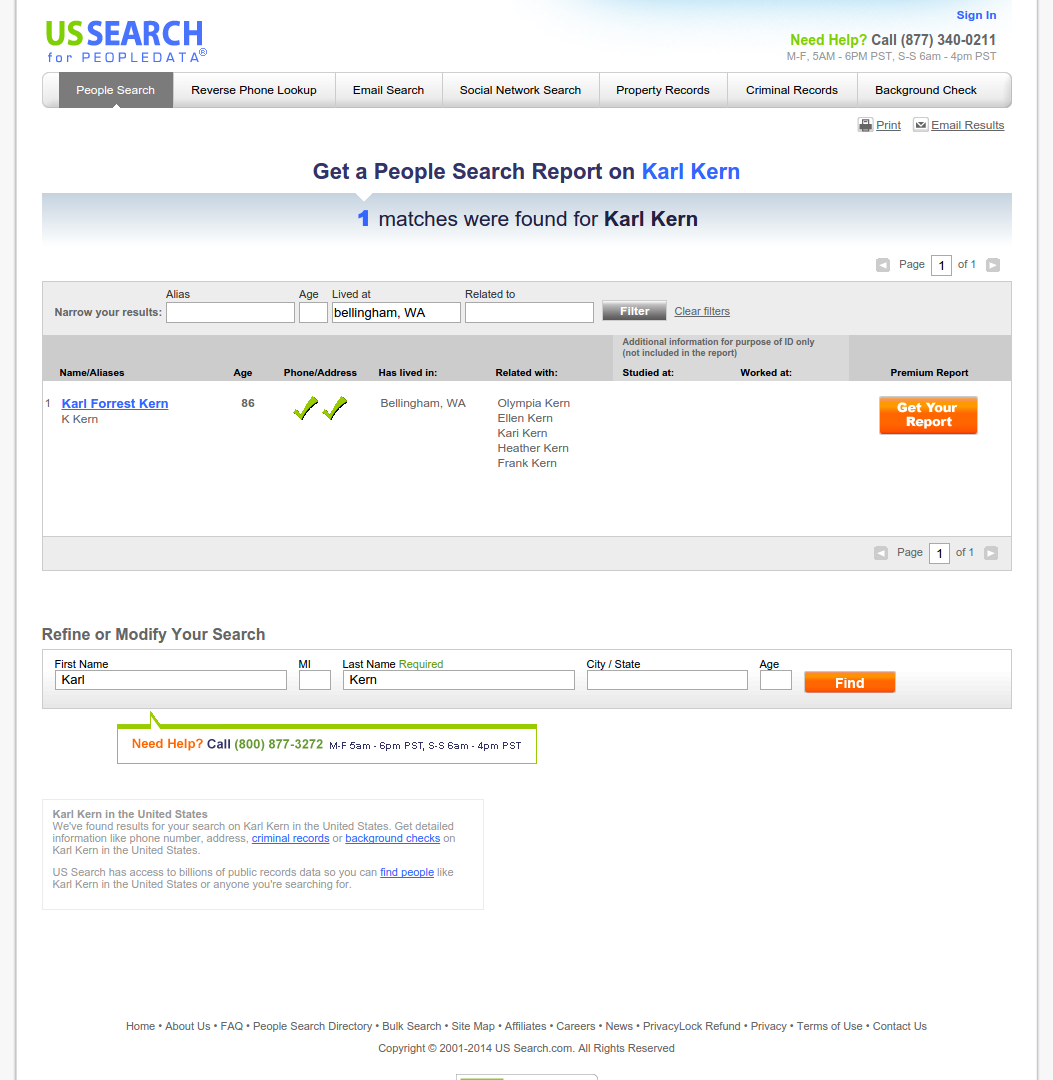 Sign In
US SEARCH
for PEOPLEDATA®
Need Help? Call (877) 340-0211
M-F, 5AM - 6PM PST, S-S 6am - 4pm PST
People Search Reverse Phone Lookup Email Search Social Network Search Property Records Criminal Records Background Check
Print Email Results
Get a People Search Report on Karl Kern
1 matches were found for Karl Kern
Page 1 of 1
Alias Age Lived at Related to
Narrow your results: bellingham, WA Filter Clear filters
Additional information for purpose of ID only
(not included in the report)
Name/Aliases Age Phone/Address Has lived in: Related with: Studied at: Worked at: Premium Report
1 Karl Forrest Kern 86 Bellingham, WA Olympia Kern Get Your
K Kern Ellen Kern Report
Kari Kern
Heather Kern
Frank Kern
Page 1 of 1
Refine or Modify Your Search
First Name MI Last Name Required City / State Age
Karl Kern Find
Need Help? Call (800) 877-3272 M-F 5am - 6pm PST, S-S 6am - 4pm PST
Karl Kern in the United States
We've found results for your search on Karl Kern in the United States. Get detailed
information like phone number, address, criminal records or background checks on
Karl Kern in the United States.
US Search has access to billions of public records data so you can find people like
Karl Kern in the United States or anyone you're searching for.
Home • About Us • FAQ • People Search Directory • Bulk Search • Site Map • Affiliates • Careers • News • PrivacyLock Refund • Privacy • Terms of Use • Contact Us
Copyright © 2001-2014 US Search.com. All Rights Reserved